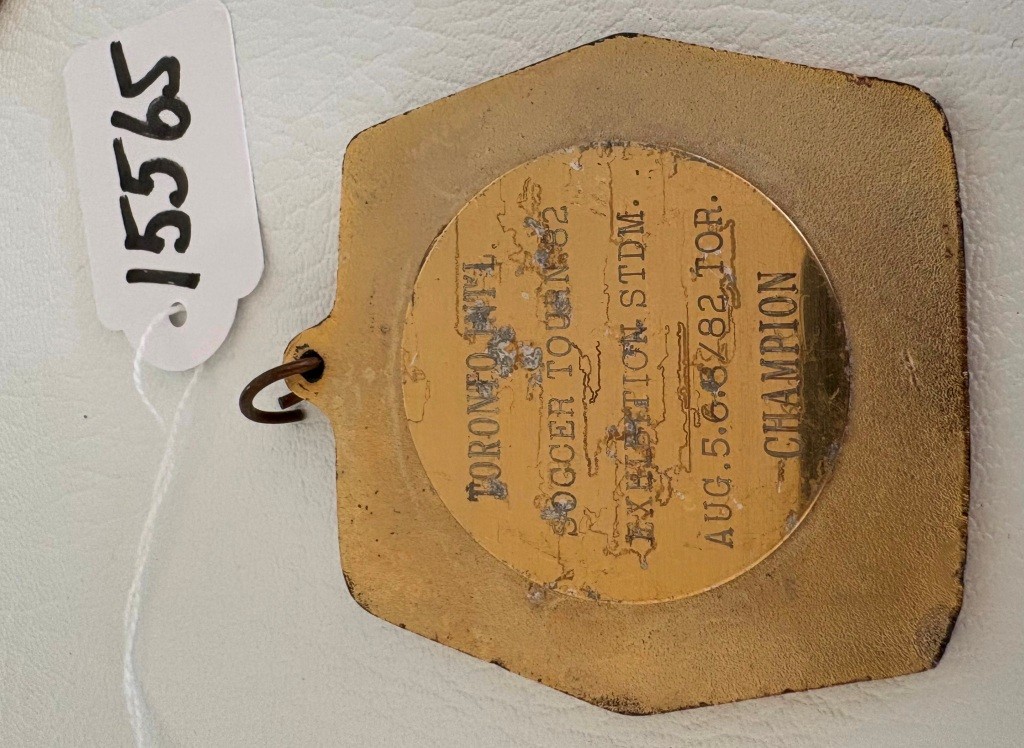 15565
TORONTO INT'L.
SOCCER TOURN.82
EXHIBITION STDM.
AUG.5.6.8/82.TOR.
CHAMPION